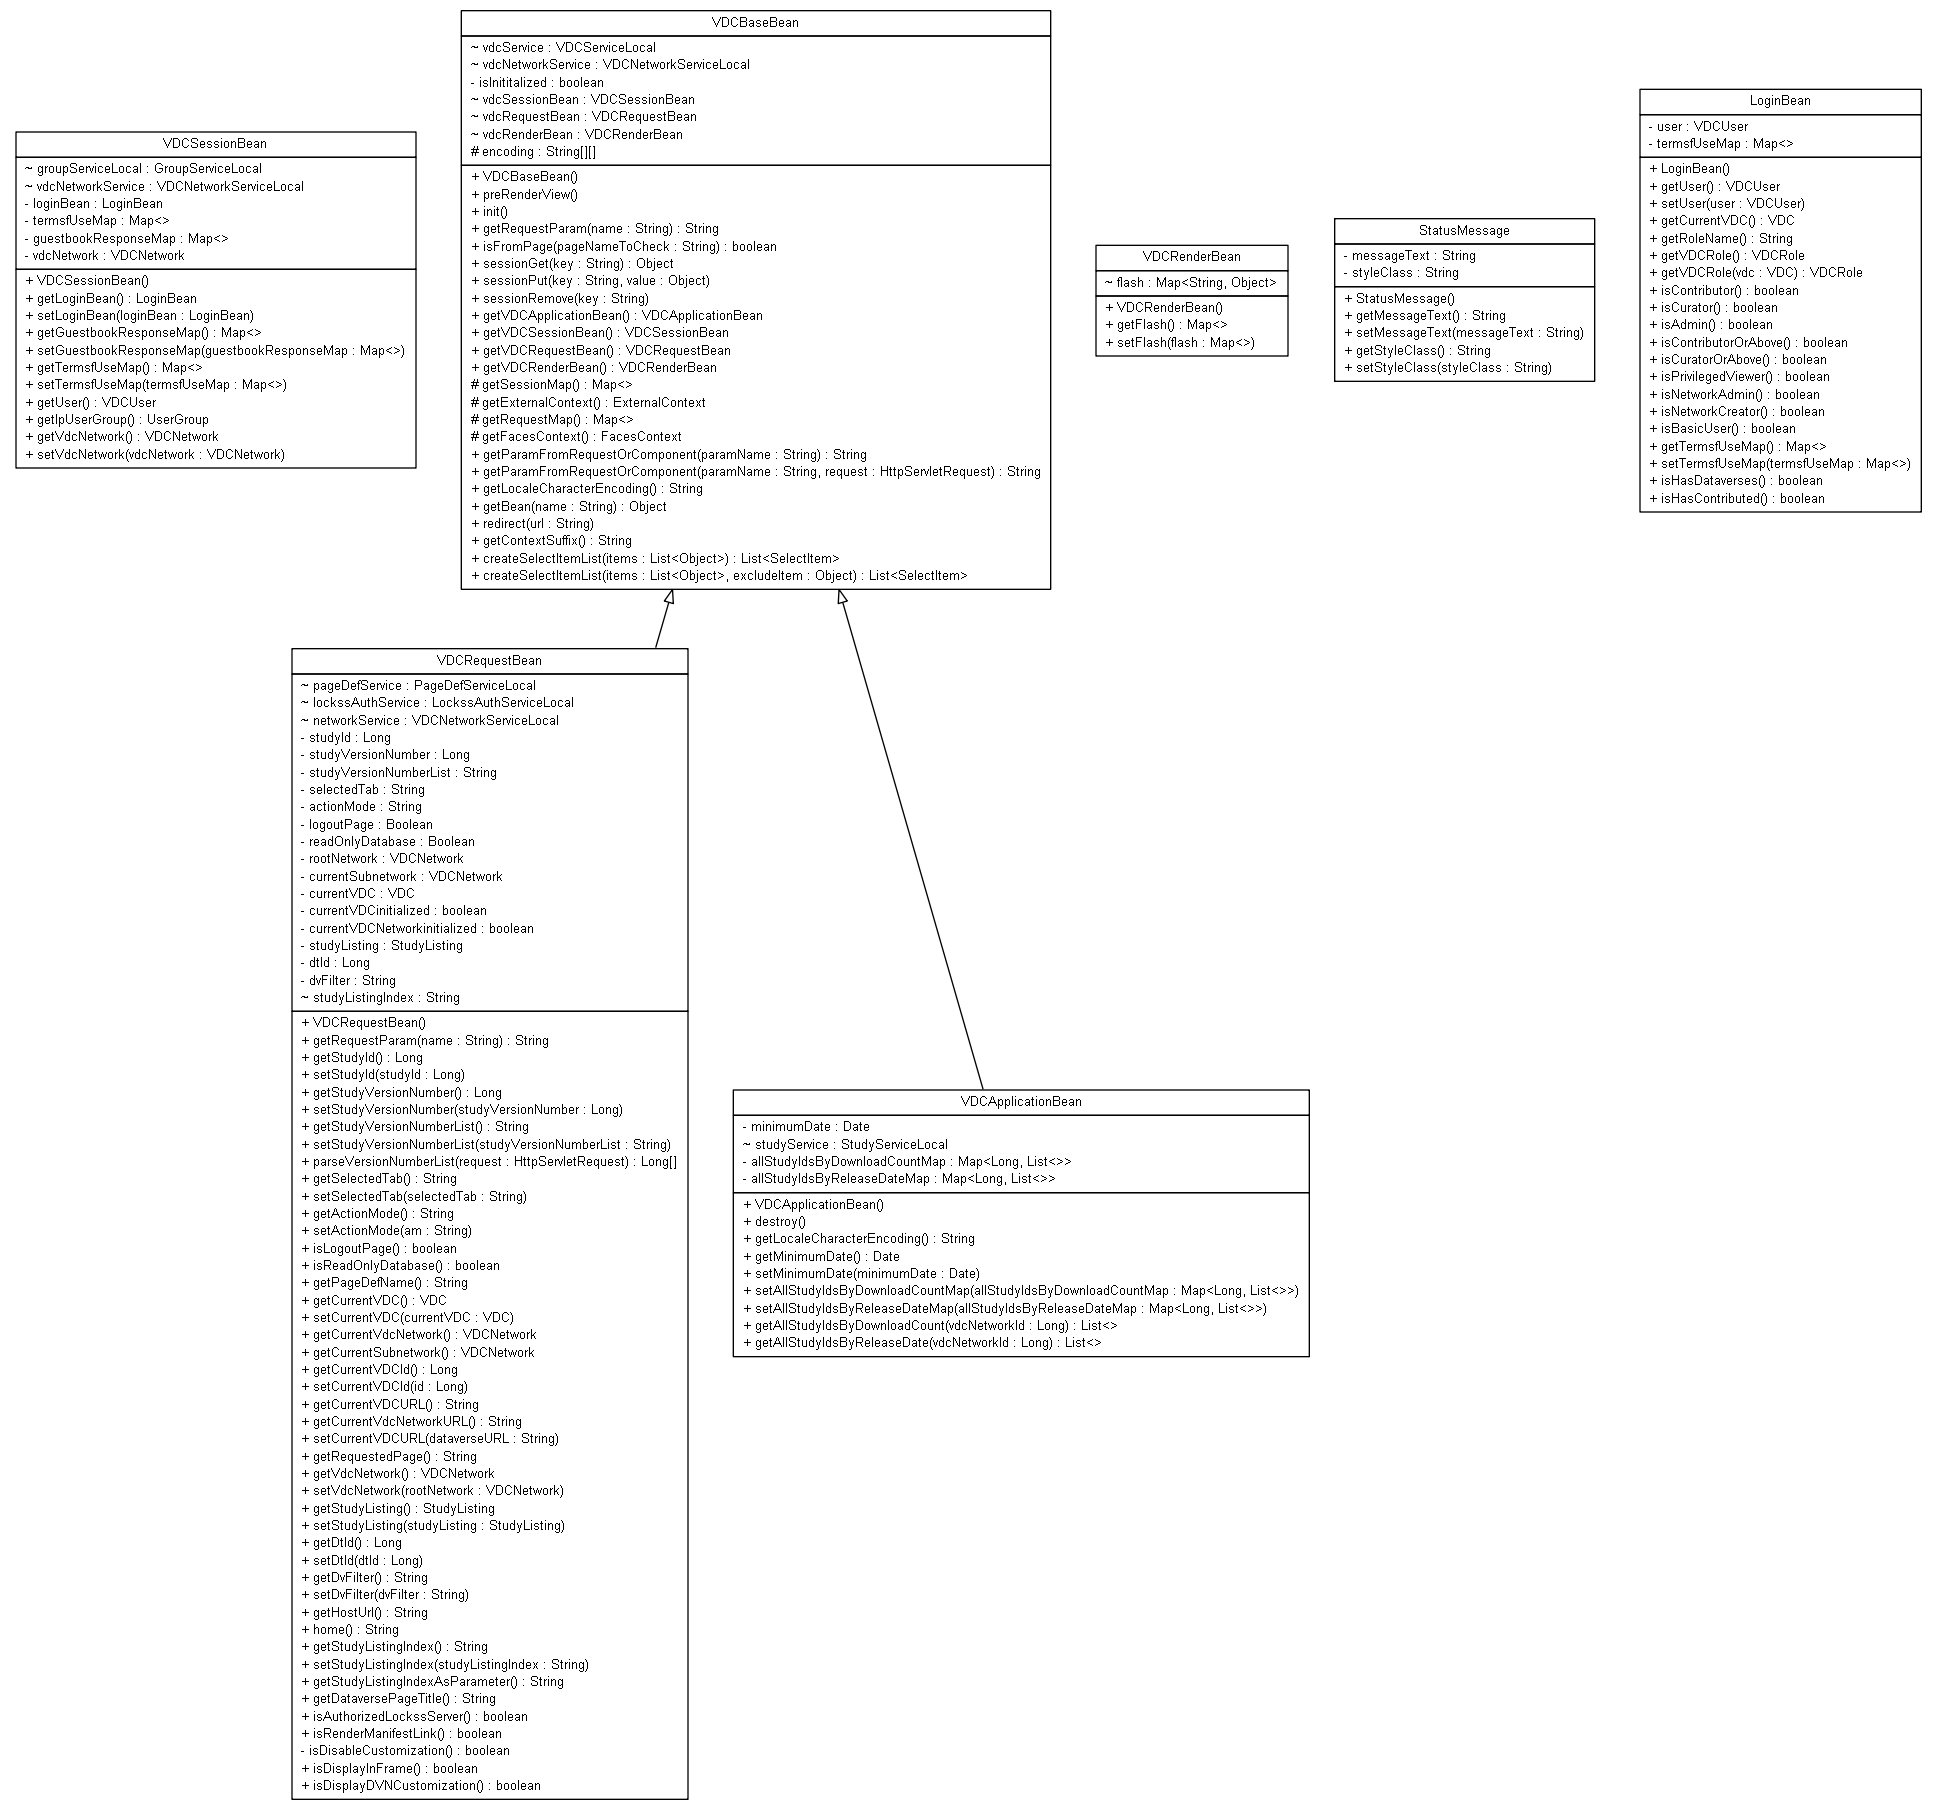 VDCBaseBean
~ vdcService : VDCServiceLocal
~ vdcNetworkService : VDCNetworkServiceLocal
- isInititalized : boolean
~ vdcSessionBean : VDCSessionBean
~ vdcRequestBean : VDCRequestBean
~ vdcRenderBean : VDCRenderBean
# encoding : String[][]
+ VDCBaseBean()
+ preRenderView()
+ init()
+ getRequestParam(name : String) : String
+ isFromPage(pageNameToCheck : String) : boolean
+ sessionGet(key : String) : Object
+ sessionPut(key : String, value : Object)
+ sessionRemove(key : String)
+ getVDCApplicationBean() : VDCApplicationBean
+ getVDCSessionBean() : VDCSessionBean
+ getVDCRequestBean() : VDCRequestBean
+ getVDCRenderBean() : VDCRenderBean
# getSessionMap() : Map<>
# getExternalContext() : ExternalContext
# getRequestMap() : Map<>
# getFacesContext() : FacesContext
+ getParamFromRequestOrComponent(paramName : String) : String
+ getParamFromRequestOrComponent(paramName : String, request : HttpServletRequest) : String
+ getLocaleCharacterEncoding() : String
+ getBean(name : String) : Object
+ redirect(url : String)
+ getContextSuffix() : String
+ createSelectItemList(items : List<Object>) : List<SelectItem>
+ createSelectItemList(items : List<Object>, excludeItem : Object) : List<SelectItem>
VDCSessionBean
~ groupServiceLocal : GroupServiceLocal
~ vdcNetworkService : VDCNetworkServiceLocal
- loginBean : LoginBean
- termsfUseMap : Map<>
- guestbookResponseMap : Map<>
- vdcNetwork : VDCNetwork
+ VDCSessionBean()
+ getLoginBean() : LoginBean
+ setLoginBean(loginBean : LoginBean)
+ getGuestbookResponseMap() : Map<>
+ setGuestbookResponseMap(guestbookResponseMap : Map<>)
+ getTermsfUseMap() : Map<>
+ setTermsfUseMap(termsfUseMap : Map<>)
+ getUser() : VDCUser
+ getIpUserGroup() : UserGroup
+ getVdcNetwork() : VDCNetwork
+ setVdcNetwork(vdcNetwork : VDCNetwork)
VDCRenderBean
~ flash : Map<String, Object>
+ VDCRenderBean()
+ getFlash() : Map<>
+ setFlash(flash : Map<>)
StatusMessage
- messageText : String
- styleClass : String
+ StatusMessage()
+ getMessageText() : String
+ setMessageText(messageText : String)
+ getStyleClass() : String
+ setStyleClass(styleClass : String)
LoginBean
- user : VDCUser
- termsfUseMap : Map<>
+ LoginBean()
+ getUser() : VDCUser
+ setUser(user : VDCUser)
+ getCurrentVDC() : VDC
+ getRoleName() : String
+ getVDCRole() : VDCRole
+ getVDCRole(vdc : VDC) : VDCRole
+ isContributor() : boolean
+ isCurator() : boolean
+ isAdmin() : boolean
+ isContributorOrAbove() : boolean
+ isCuratorOrAbove() : boolean
+ isPrivilegedViewer() : boolean
+ isNetworkAdmin() : boolean
+ isNetworkCreator() : boolean
+ isBasicUser() : boolean
+ getTermsfUseMap() : Map<>
+ setTermsfUseMap(termsfUseMap : Map<>)
+ isHasDataverses() : boolean
+ isHasContributed() : boolean
VDCRequestBean
~ pageDefService : PageDefServiceLocal
~ lockssAuthService : LockssAuthServiceLocal
~ networkService : VDCNetworkServiceLocal
- studyId : Long
- studyVersionNumber : Long
- studyVersionNumberList : String
- selectedTab : String
- actionMode : String
- logoutPage : Boolean
- readOnlyDatabase : Boolean
- rootNetwork : VDCNetwork
- currentSubnetwork : VDCNetwork
- currentVDC : VDC
- currentVDCinitialized : boolean
- currentVDCNetworkinitialized : boolean
- studyListing : StudyListing
- dtId : Long
- dvFilter : String
~ studyListingIndex : String
+ VDCRequestBean()
+ getRequestParam(name : String) : String
+ getStudyId() : Long
+ setStudyId(studyId : Long)
+ getStudyVersionNumber() : Long
+ setStudyVersionNumber(studyVersionNumber : Long)
+ getStudyVersionNumberList() : String
+ setStudyVersionNumberList(studyVersionNumberList : String)
+ parseVersionNumberList(request : HttpServletRequest) : Long[]
+ getSelectedTab() : String
+ setSelectedTab(selectedTab : String)
+ getActionMode() : String
+ setActionMode(am : String)
+ isLogoutPage() : boolean
+ isReadOnlyDatabase() : boolean
+ getPageDefName() : String
+ getCurrentVDC() : VDC
+ setCurrentVDC(currentVDC : VDC)
+ getCurrentVdcNetwork() : VDCNetwork
+ getCurrentSubnetwork() : VDCNetwork
+ getCurrentVDCId() : Long
+ setCurrentVDCId(id : Long)
+ getCurrentVDCURL() : String
+ getCurrentVdcNetworkURL() : String
+ setCurrentVDCURL(dataverseURL : String)
+ getRequestedPage() : String
+ getVdcNetwork() : VDCNetwork
+ setVdcNetwork(rootNetwork : VDCNetwork)
+ getStudyListing() : StudyListing
+ setStudyListing(studyListing : StudyListing)
+ getDtId() : Long
+ setDtId(dtId : Long)
+ getDvFilter() : String
+ setDvFilter(dvFilter : String)
+ getHostUrl() : String
+ home() : String
+ getStudyListingIndex() : String
+ setStudyListingIndex(studyListingIndex : String)
+ getStudyListingIndexAsParameter() : String
+ getDataversePageTitle() : String
+ isAuthorizedLockssServer() : boolean
+ isRenderManifestLink() : boolean
- isDisableCustomization() : boolean
+ isDisplayInFrame() : boolean
+ isDisplayDVNCustomization() : boolean
VDCApplicationBean
- minimumDate : Date
~ studyService : StudyServiceLocal
- allStudyIdsByDownloadCountMap : Map<Long, List<>>
- allStudyIdsByReleaseDateMap : Map<Long, List<>>
+ VDCApplicationBean()
+ destroy()
+ getLocaleCharacterEncoding() : String
+ getMinimumDate() : Date
+ setMinimumDate(minimumDate : Date)
+ setAllStudyIdsByDownloadCountMap(allStudyIdsByDownloadCountMap : Map<Long, List<>>)
+ setAllStudyIdsByReleaseDateMap(allStudyIdsByReleaseDateMap : Map<Long, List<>>)
+ getAllStudyIdsByDownloadCount(vdcNetworkId : Long) : List<>
+ getAllStudyIdsByReleaseDate(vdcNetworkId : Long) : List<>